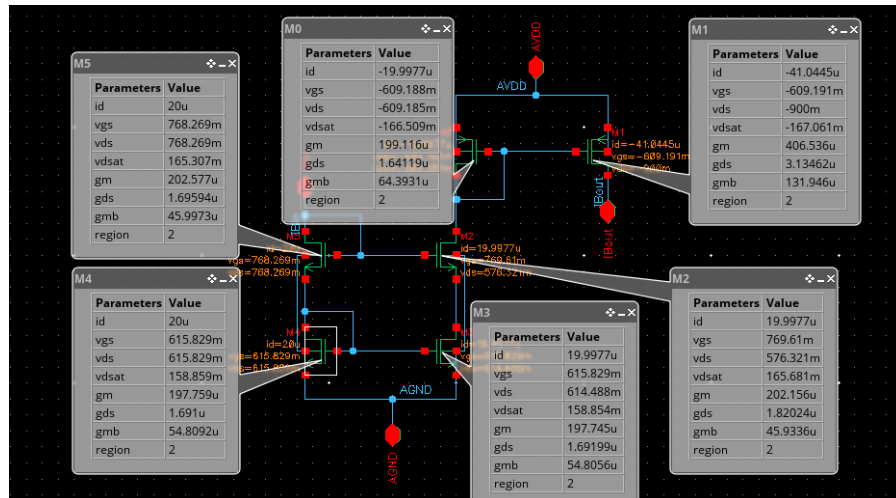 M5
Parameters Value
id 20u
vgs 768.269m
vds 768.269m
vdsat 165.307m
gm 202.577u
gds 1.69594u
gmb 45.9973u
region 2
M0
Parameters Value
id -19.9977u
vgs -609.188m
vds -609.185m
vdsat -166.509m
gm 199.116u
gds 1.64119u
gmb 64.3931u
region 2
AVDD
AVDD
M1
Parameters Value
id -41.0445u
vgs -609.191m
vds -900m
vdsat -167.061m
gm 406.536u
gds 3.13462u
gmb 131.946u
region 2
M1
id=-41.0445u
vgs=-609.191m
IBout
IBout
M2
id=19.9977u
vgs=769.61m
vds=576.321m
vgs=768.269m
vds=768.269m
M4
Parameters Value
id 20u
vgs 615.829m
vds 615.829m
vdsat 158.859m
gm 197.759u
gds 1.691u
gmb 54.8092u
region 2
id=20u
AGND
AGND
M3
Parameters Value
id 19.9977u
vgs 615.829m
vds 614.488m
vdsat 158.854m
gm 197.745u
gds 1.69199u
gmb 54.8056u
region 2
M2
Parameters Value
id 19.9977u
vgs 769.61m
vds 576.321m
vdsat 165.681m
gm 202.156u
gds 1.82024u
gmb 45.9336u
region 2